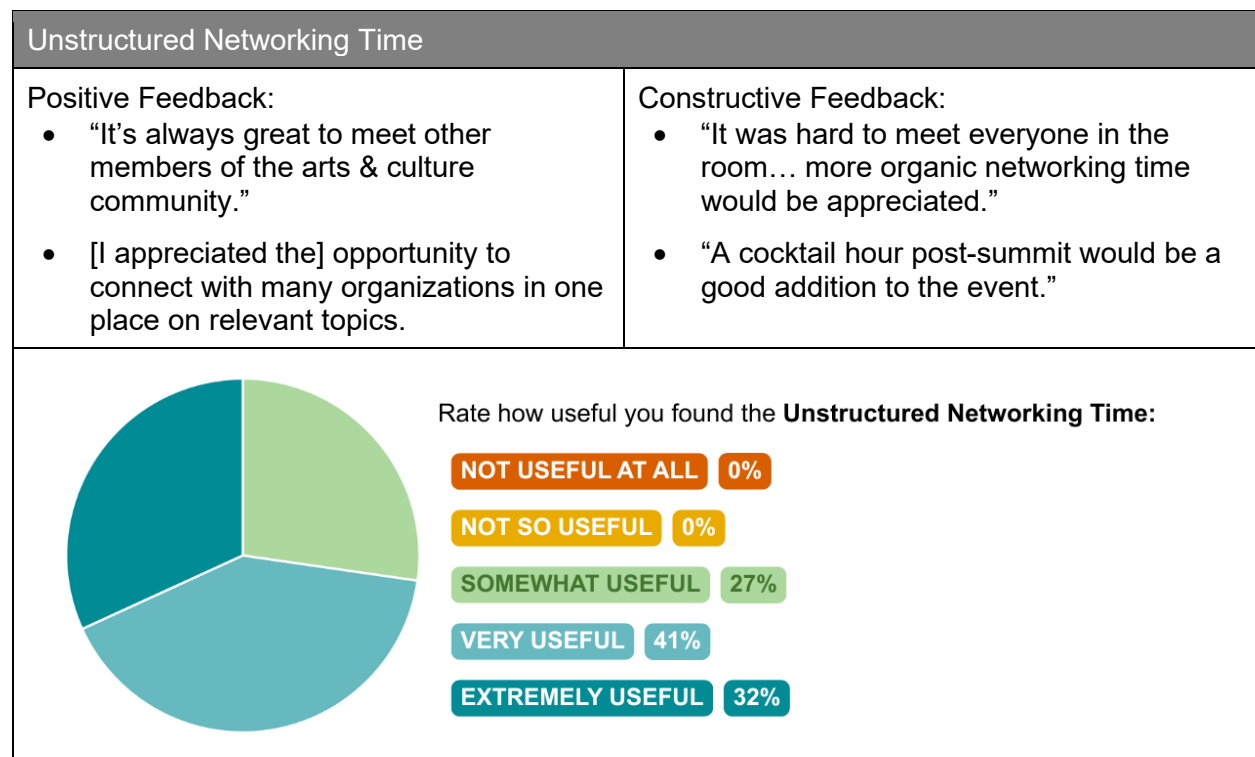 Unstructured Networking Time
Positive Feedback:
• “It’s always great to meet other
members of the arts & culture
community.”
• [I appreciated the] opportunity to
connect with many organizations in one
place on relevant topics.
Constructive Feedback:
• “It was hard to meet everyone in the
room… more organic networking time
would be appreciated.”
• “A cocktail hour post-summit would be a
good addition to the event.”
Rate how useful you found the Unstructured Networking Time:
NOT USEFUL AT ALL 0%
NOT SO USEFUL 0%
SOMEWHAT USEFUL 27%
VERY USEFUL 41%
EXTREMELY USEFUL 32%